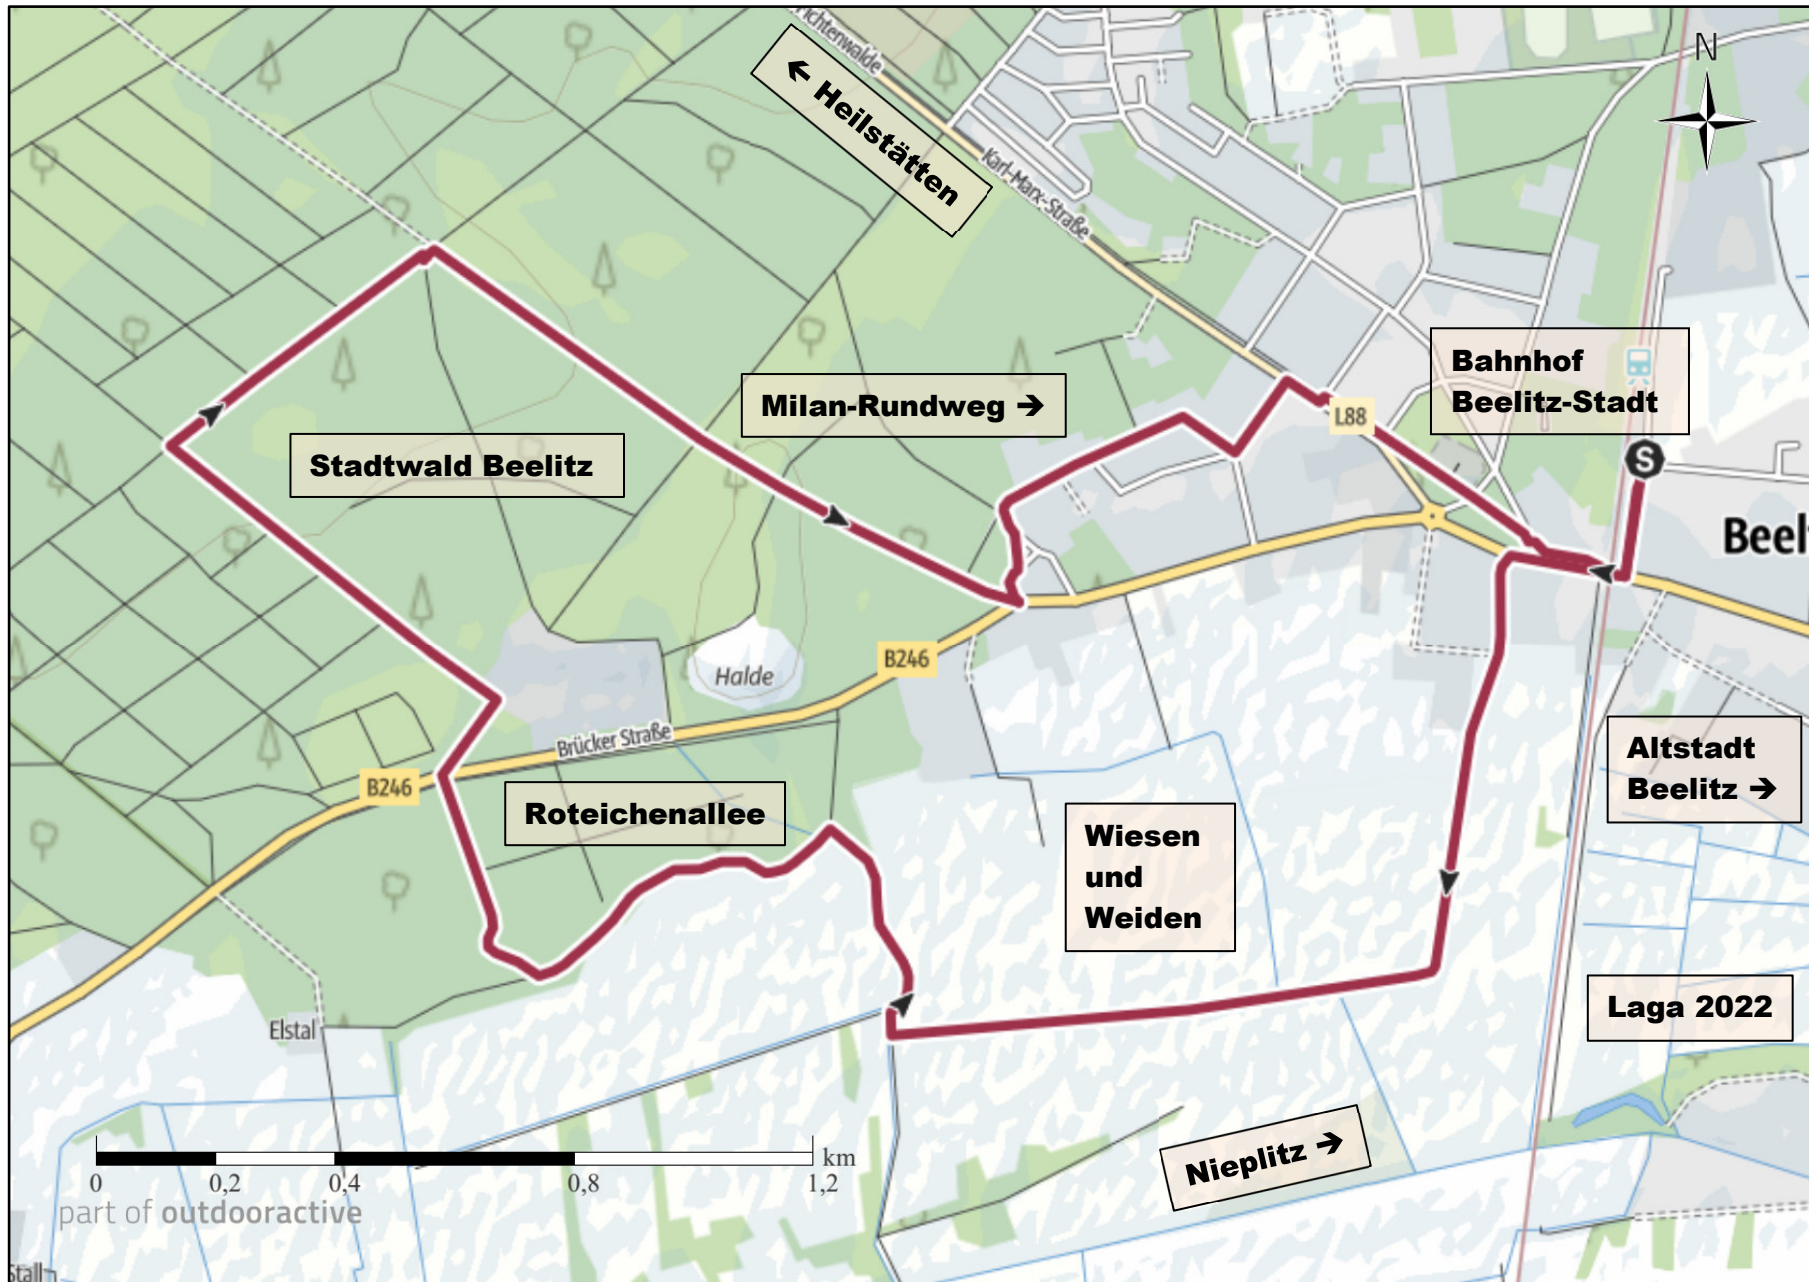 Fichtenwalde
N
← Heilstätten
Karl-Marx-Straße
Bahnhof
Beelitz-Stadt
Milan-Rundweg →
L88
S
Stadtwald Beelitz
Beel
B246
Halde
Brücker Straße
B246
Altstadt
Beelitz →
Roteichenallee
Wiesen
und
Weiden
Laga 2022
Elstal
Nieplitz →
km
0 0,2 0,4 0,8 1,2
part of outdooractive
Stall